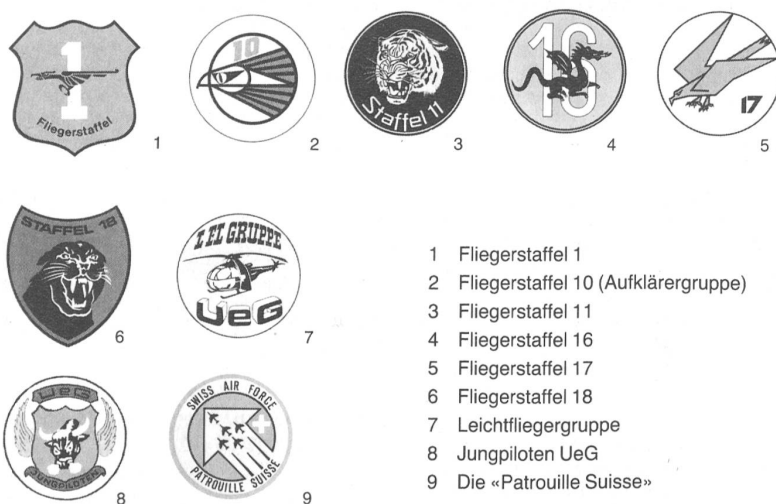 1
Fliegerstaffel
1
10
2
Staffel 11
3
16
4
17
5
STAFFEL 18
6
L FL GRUPPE
UeG
7
UeG
JUNGPILOTEN
8
SWISS AIR FORCE
PATROUILLE SUISSE
9
1 Fliegerstaffel 1
2 Fliegerstaffel 10 (Aufklärergruppe)
3 Fliegerstaffel 11
4 Fliegerstaffel 16
5 Fliegerstaffel 17
6 Fliegerstaffel 18
7 Leichtfliegergruppe
8 Jungpiloten UeG
9 Die «Patrouille Suisse»